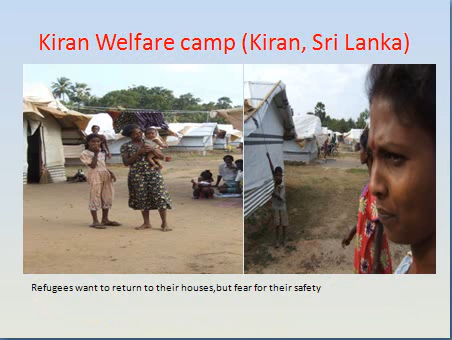 Kiran Welfare camp (Kiran, Sri Lanka)
Refugees want to return to their houses,but fear for their safety